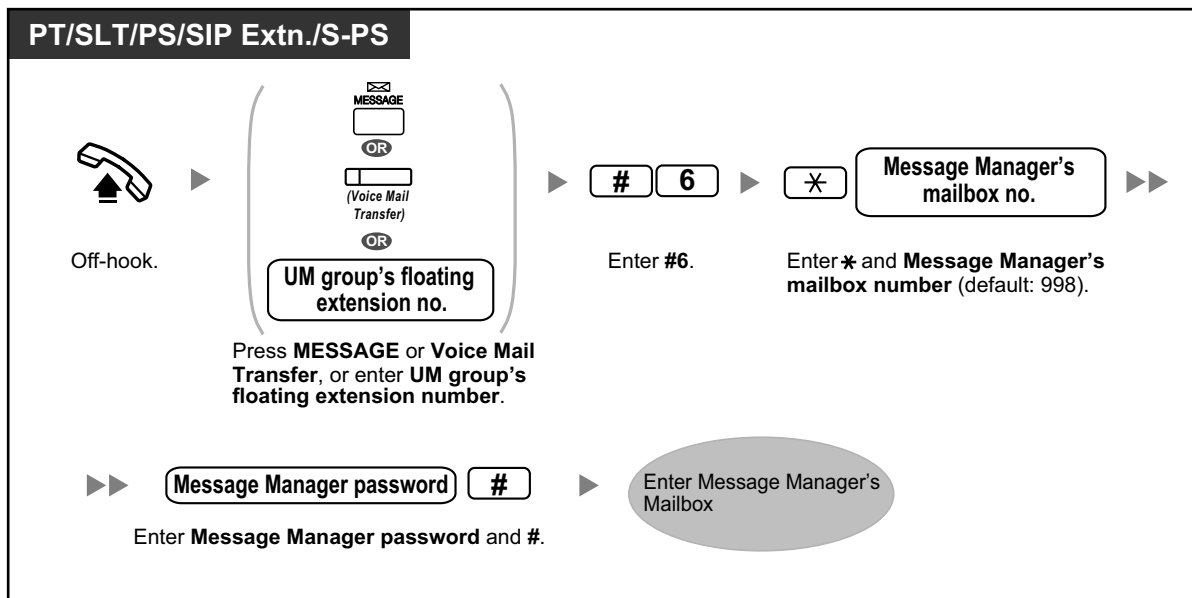 PT/SLT/PS/SIP Extn./S-PS
MESSAGE
OR
(Voice Mail
Transfer)
OR
UM group's floating
extension no.
# 6
* Message Manager's
mailbox no.
Off-hook.
Press MESSAGE or Voice Mail
Transfer, or enter UM group's
floating extension number.
Enter #6.
Enter * and Message Manager's
mailbox number (default: 998).
Message Manager password #
Enter Message Manager password and #.
Enter Message Manager's
Mailbox